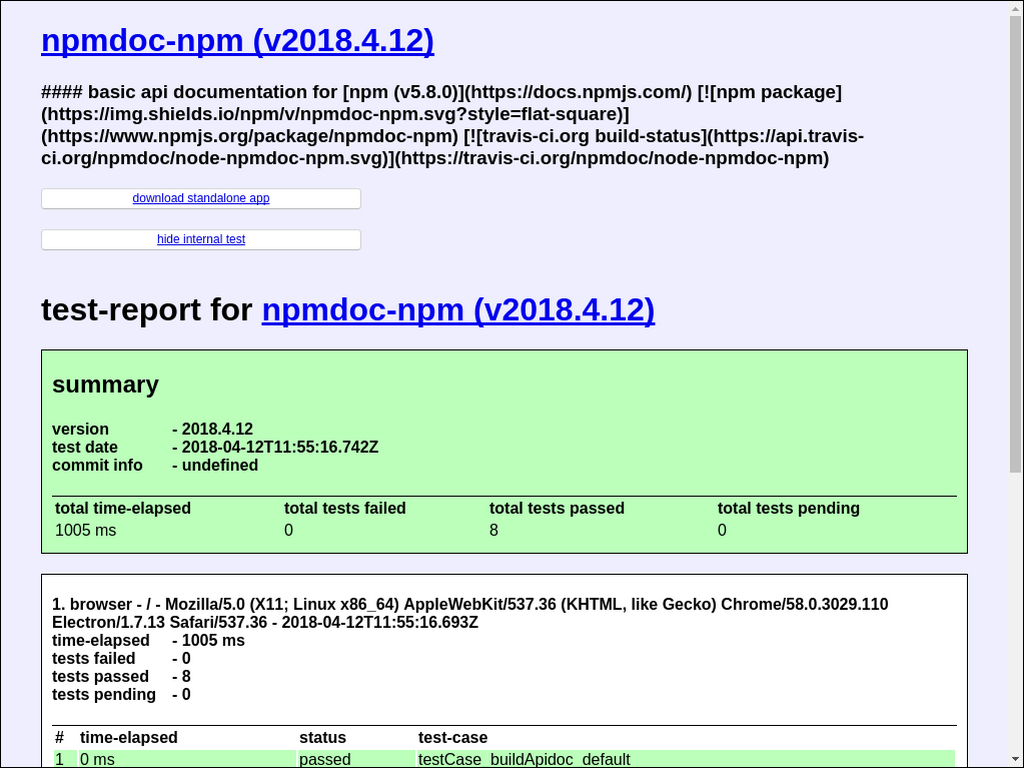 npmdoc-npm (v2018.4.12)
#### basic api documentation for [npm (v5.8.0)](https://docs.npmjs.com/) [![npm package]
(https://img.shields.io/npm/v/npmdoc-npm.svg?style=flat-square)]
(https://www.npmjs.org/package/npmdoc-npm) [![travis-ci.org build-status](https://api.travis-
ci.org/npmdoc/node-npmdoc-npm.svg)](https://travis-ci.org/npmdoc/node-npmdoc-npm)
download standalone app
hide internal test
test-report for npmdoc-npm (v2018.4.12)
summary
version - 2018.4.12
test date - 2018-04-12T11:55:16.742Z
commit info - undefined
total time-elapsed total tests failed total tests passed total tests pending
1005 ms 0 8 0
1. browser - / - Mozilla/5.0 (X11; Linux x86_64) AppleWebKit/537.36 (KHTML, like Gecko) Chrome/58.0.3029.110
Electron/1.7.13 Safari/537.36 - 2018-04-12T11:55:16.693Z
time-elapsed - 1005 ms
tests failed - 0
tests passed - 8
tests pending - 0
# time-elapsed status test-case
1 0 ms passed testCase_buildApidoc_default